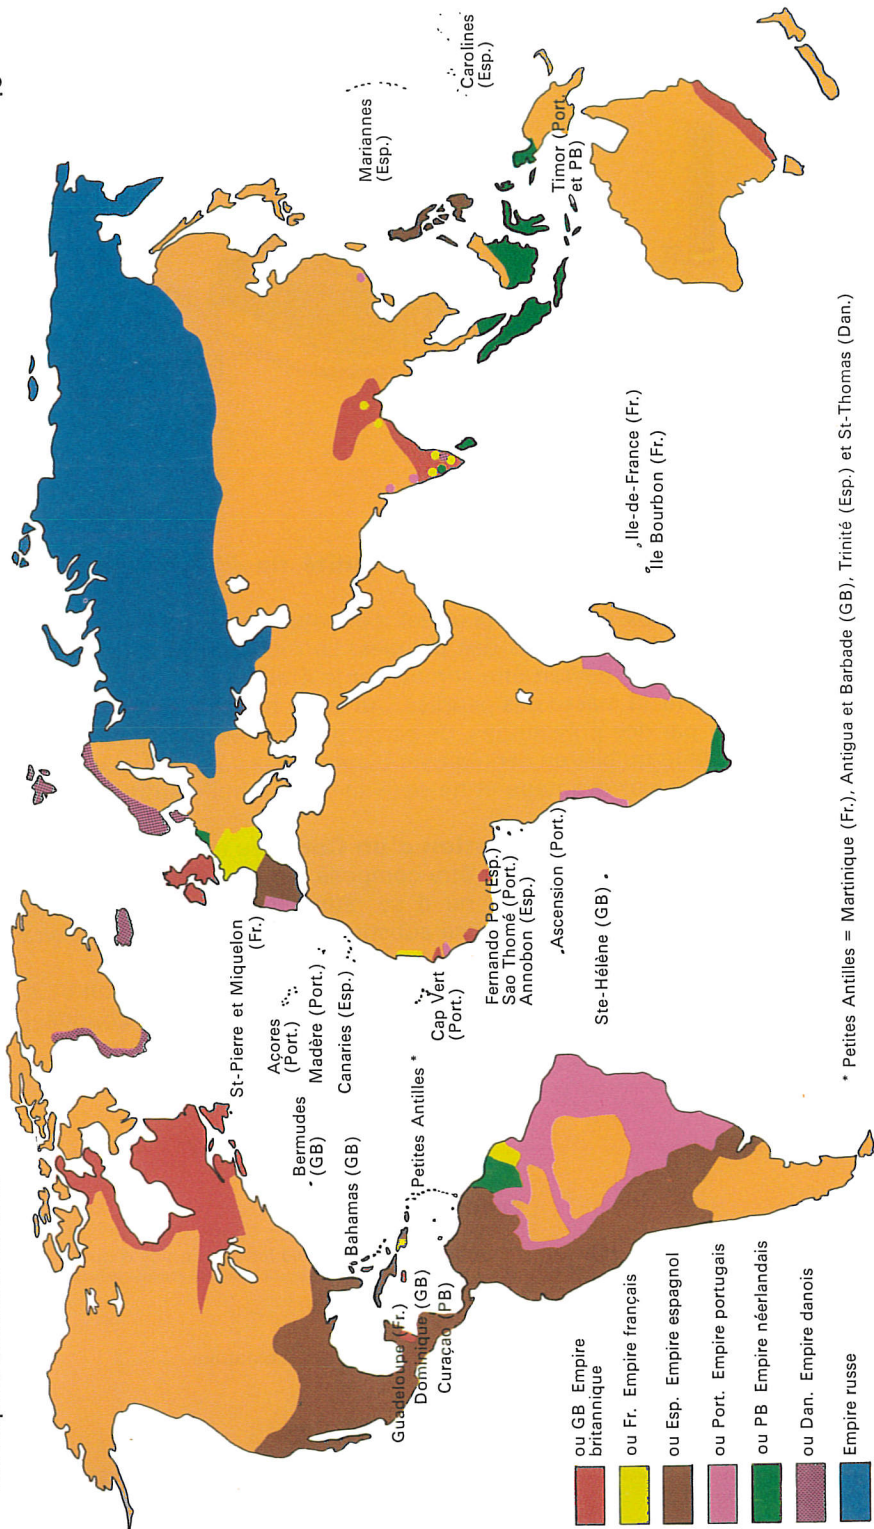 St-Pierre et Miquelon
(Fr.)
Açores
(Port.)
Madère (Port.)
Canaries (Esp.)
Bermudes
(GB)
Bahamas (GB)
Petites Antilles *
Cap Vert
(Port.)
Guadeloupe (Fr.)
Dominique (GB)
Curaçao (PB)
Fernando Po (Esp.)
Sao Thomé (Port.)
Annobon (Esp.)
Ascension (Port.)
Ste-Hélène (GB)
Ile-de-France (Fr.)
Ile Bourbon (Fr.)
Mariannes
(Esp.)
Carolines
(Esp.)
Timor (Port.
et PB)
ou GB Empire
britannique
ou Fr. Empire français
ou Esp. Empire espagnol
ou Port. Empire portugais
ou PB Empire néerlandais
ou Dan. Empire danois
Empire russe
* Petites Antilles = Martinique (Fr.), Antigua et Barbade (GB), Trinité (Esp.) et St-Thomas (Dan.)